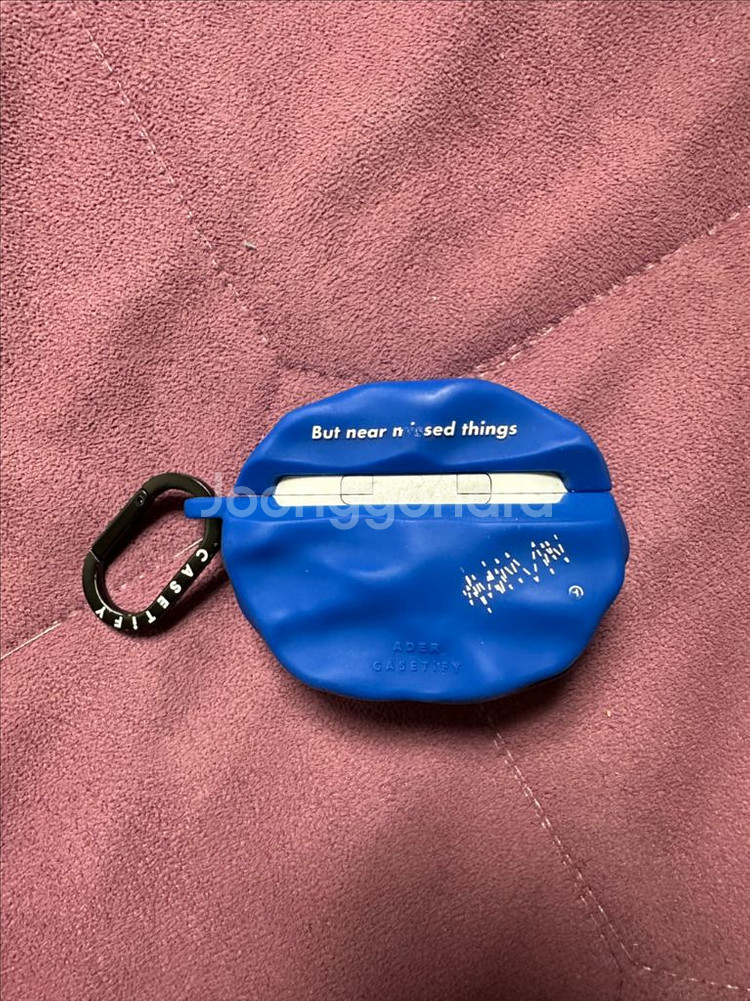 But near missed things
Joonggonara
CASETIFY
ADER
CASETIFY